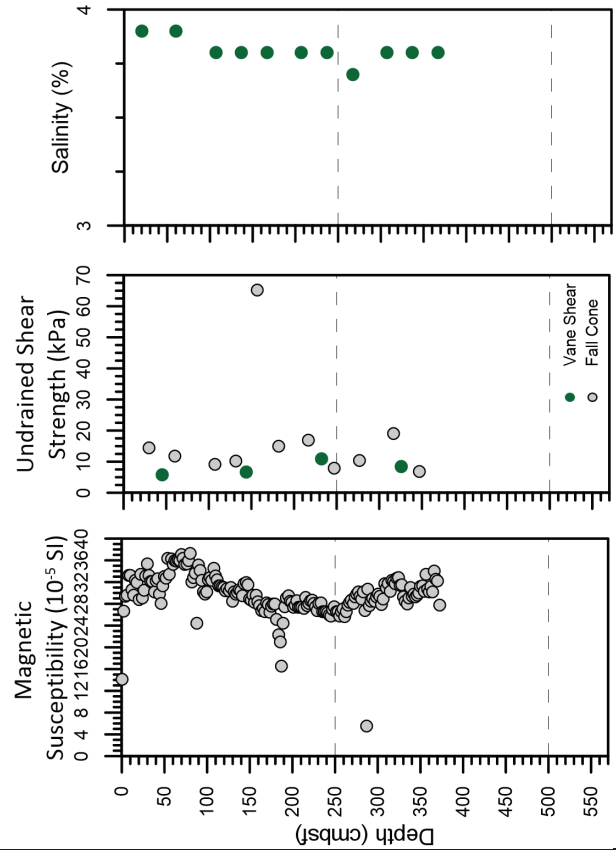 Salinity (%)
3
4
Undrained Shear
Strength (kPa)
0 10 20 30 40 50 60 70
Vane Shear
Fall Cone
Magnetic
Susceptibility (10⁻⁵ SI)
0 4 8 12 16 20 24 28 32 36 40
0 50 100 150 200 250 300 350 400 450 500 550
Depth (cmbsf)